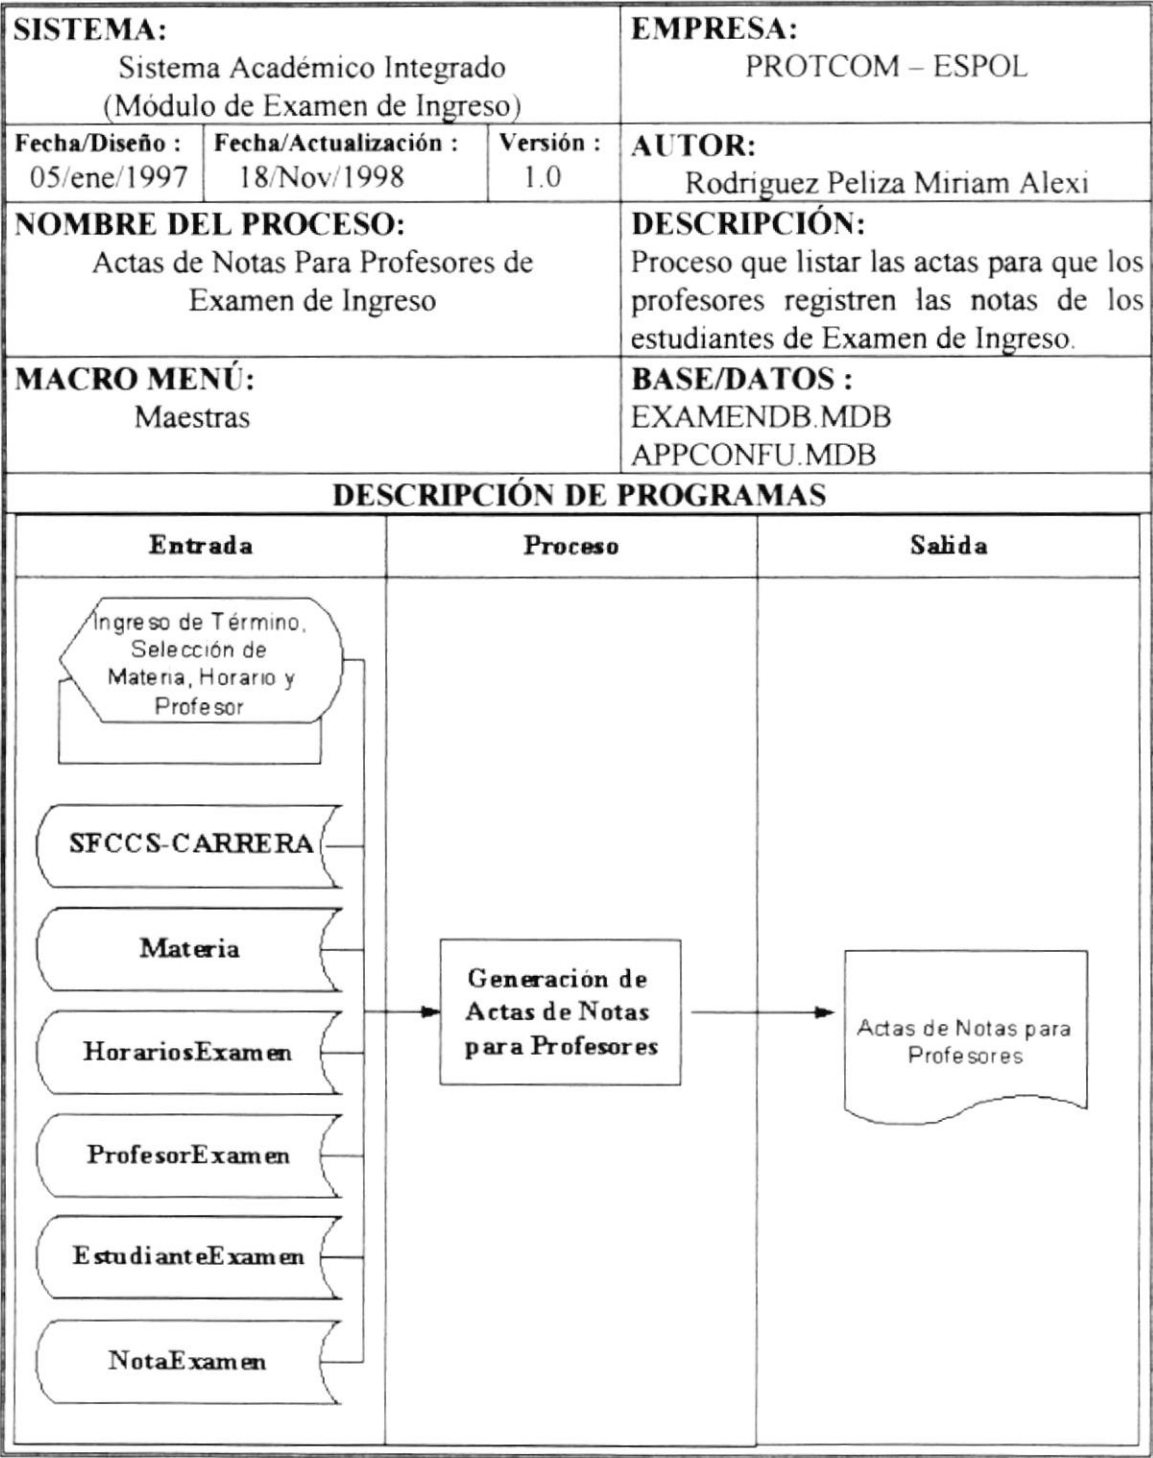 SISTEMA:
Sistema Académico Integrado
(Módulo de Examen de Ingreso)
EMPRESA:
PROTCOM – ESPOL
Fecha/Diseño :
05/ene/1997
Fecha/Actualización :
18/Nov/1998
Versión :
1.0
AUTOR:
Rodriguez Peliza Miriam Alexi
NOMBRE DEL PROCESO:
Actas de Notas Para Profesores de
Examen de Ingreso
DESCRIPCIÓN:
Proceso que listar las actas para que los
profesores registren las notas de los
estudiantes de Examen de Ingreso.
MACRO MENÚ:
Maestras
BASE/DATOS :
EXAMENDB.MDB
APPCONFU.MDB
DESCRIPCIÓN DE PROGRAMAS
Entrada
Proceso
Salida
Ingreso de Término,
Selección de
Materia, Horario y
Profesor
SFCCS-CARRERA
Materia
HorariosExamen
ProfesorExamen
EstudianteExamen
NotaExamen
Generación de
Actas de Notas
para Profesores
Actas de Notas para
Profesores